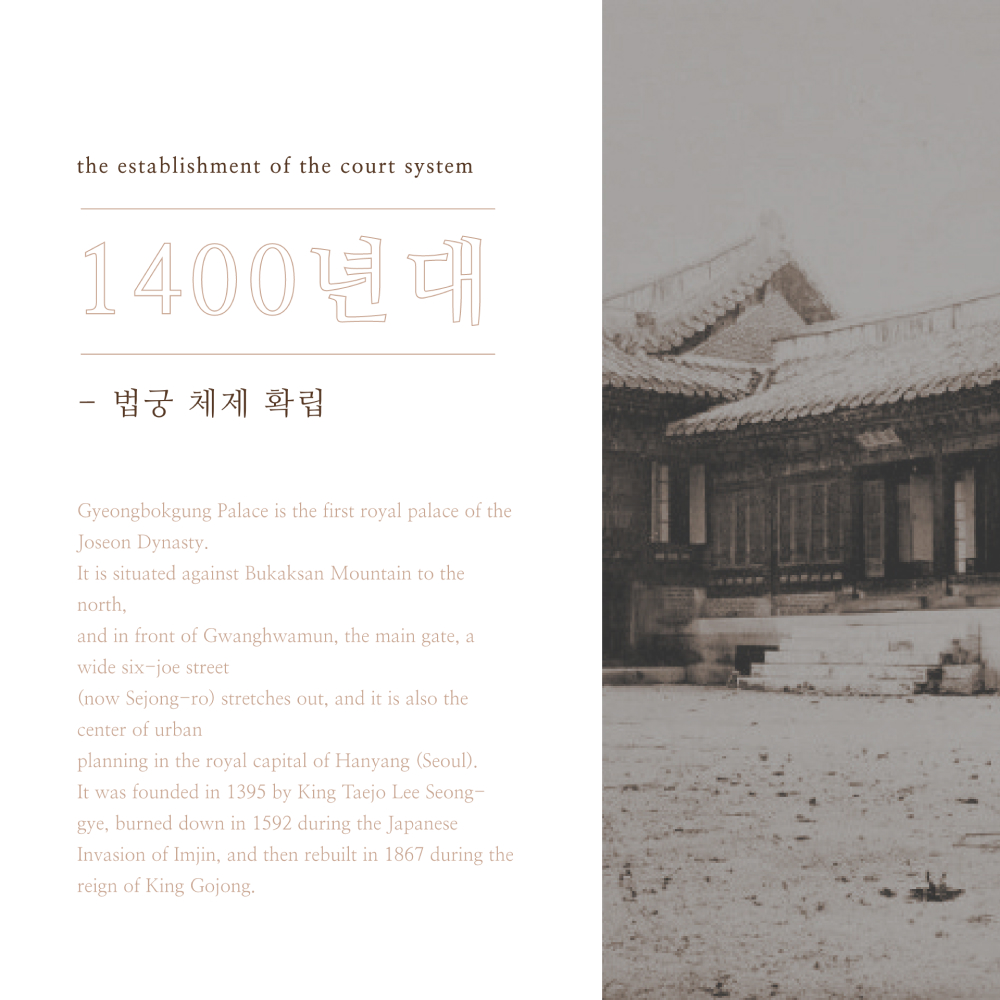 the establishment of the court system
1400년대
- 법궁 체제 확립
Gyeongbokgung Palace is the first royal palace of the
Joseon Dynasty.
It is situated against Bukaksan Mountain to the
north,
and in front of Gwanghwamun, the main gate, a
wide six-joe street
(now Sejong-ro) stretches out, and it is also the
center of urban
planning in the royal capital of Hanyang (Seoul).
It was founded in 1395 by King Taejo Lee Seong-
gye, burned down in 1592 during the Japanese
Invasion of Imjin, and then rebuilt in 1867 during the
reign of King Gojong.